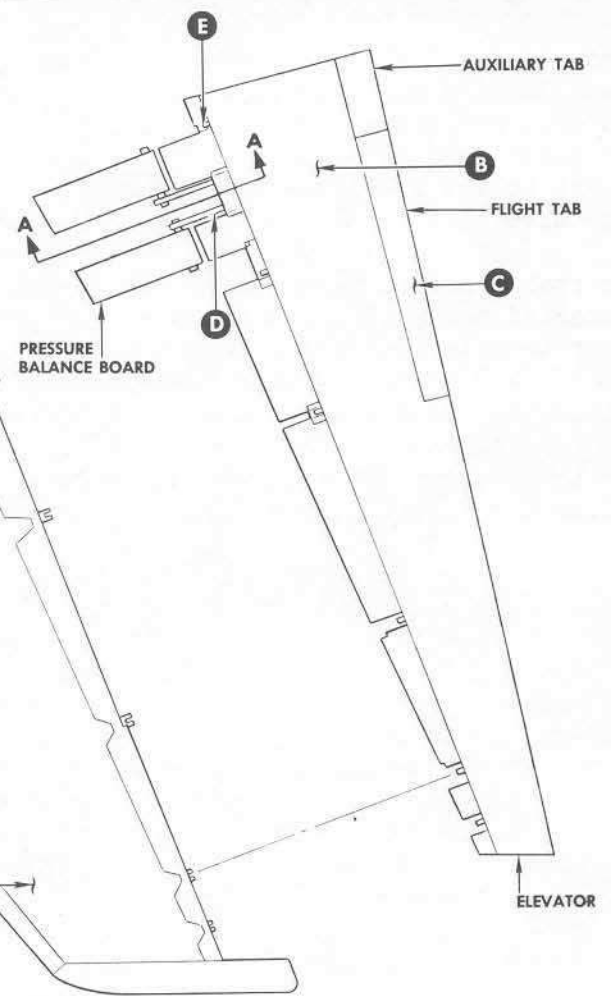 E
AUXILIARY TAB
A
B
FLIGHT TAB
A
C
D
PRESSURE
BALANCE BOARD
ELEVATOR